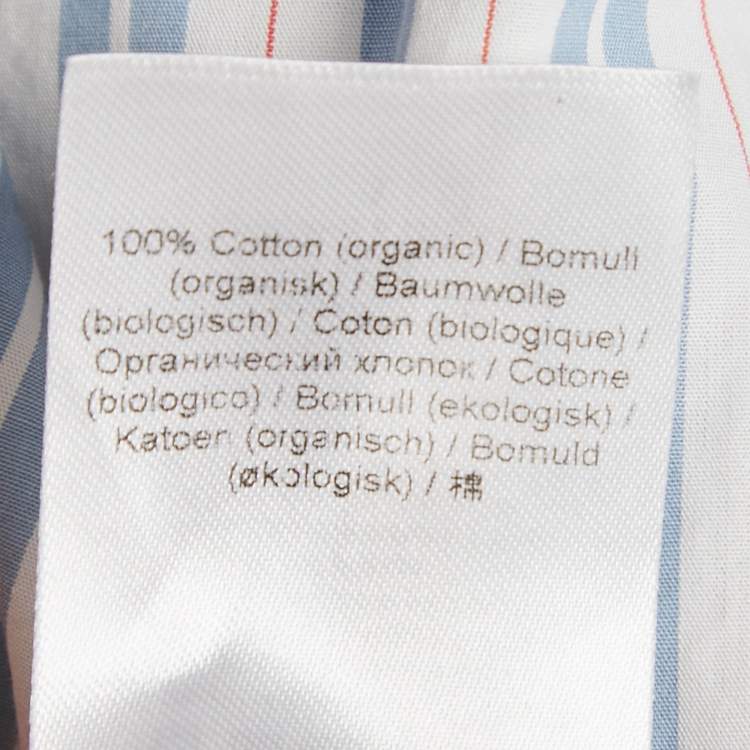 100% Cotton (organic) / Bomull
(organisk) / Baumwolle
(biologisch) / Coton (biologique) /
Органический хлопок / Cotone
(biologico) / Bomull (ekologisk) /
Katoen (organisch) / Bomuld
(økologisk) / 棉